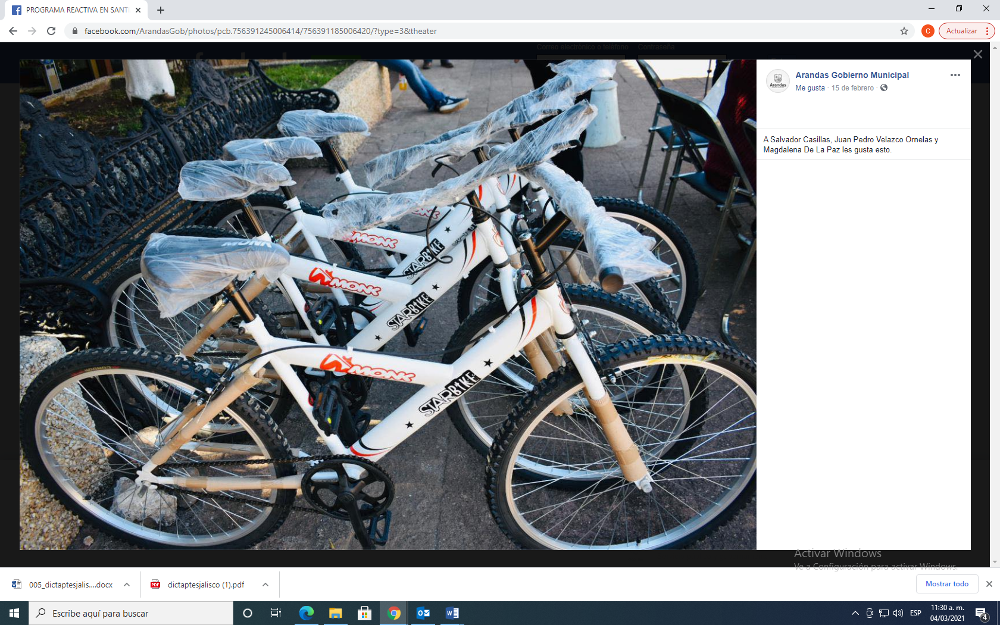 PROGRAMA REACTIVA EN SANTI
facebook.com/ArandasGob/photos/pcb.756391245006414/756391185006420/?type=3&theater
C
Actualizar
Correo electrónico o teléfono
Contraseña
Arandas
Arandas Gobierno Municipal
Me gusta · 15 de febrero ·
A Salvador Casillas, Juan Pedro Velazco Ornelas y
Magdalena De La Paz les gusta esto.
MONK
MONK
STARBIKE
MONK
STARBIKE
MONK
STARBIKE
Activar Windows
Ve a Configuración para activar Windows.
005_dictaptesjalis....docx
PDF
dictaptesjalisco (1).pdf
Mostrar todo
Escribe aquí para buscar
ESP
11:30 a. m.
04/03/2021
4